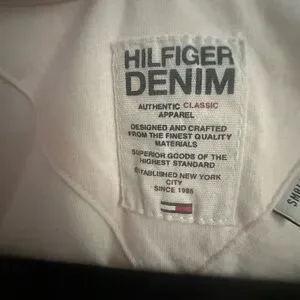 HILFIGER
DENIM
AUTHENTIC CLASSIC
APPAREL
DESIGNED AND CRAFTED
FROM THE FINEST QUALITY
MATERIALS
SUPERIOR GOODS OF THE
HIGHEST STANDARD
ESTABLISHED NEW YORK
CITY
SINCE 1985